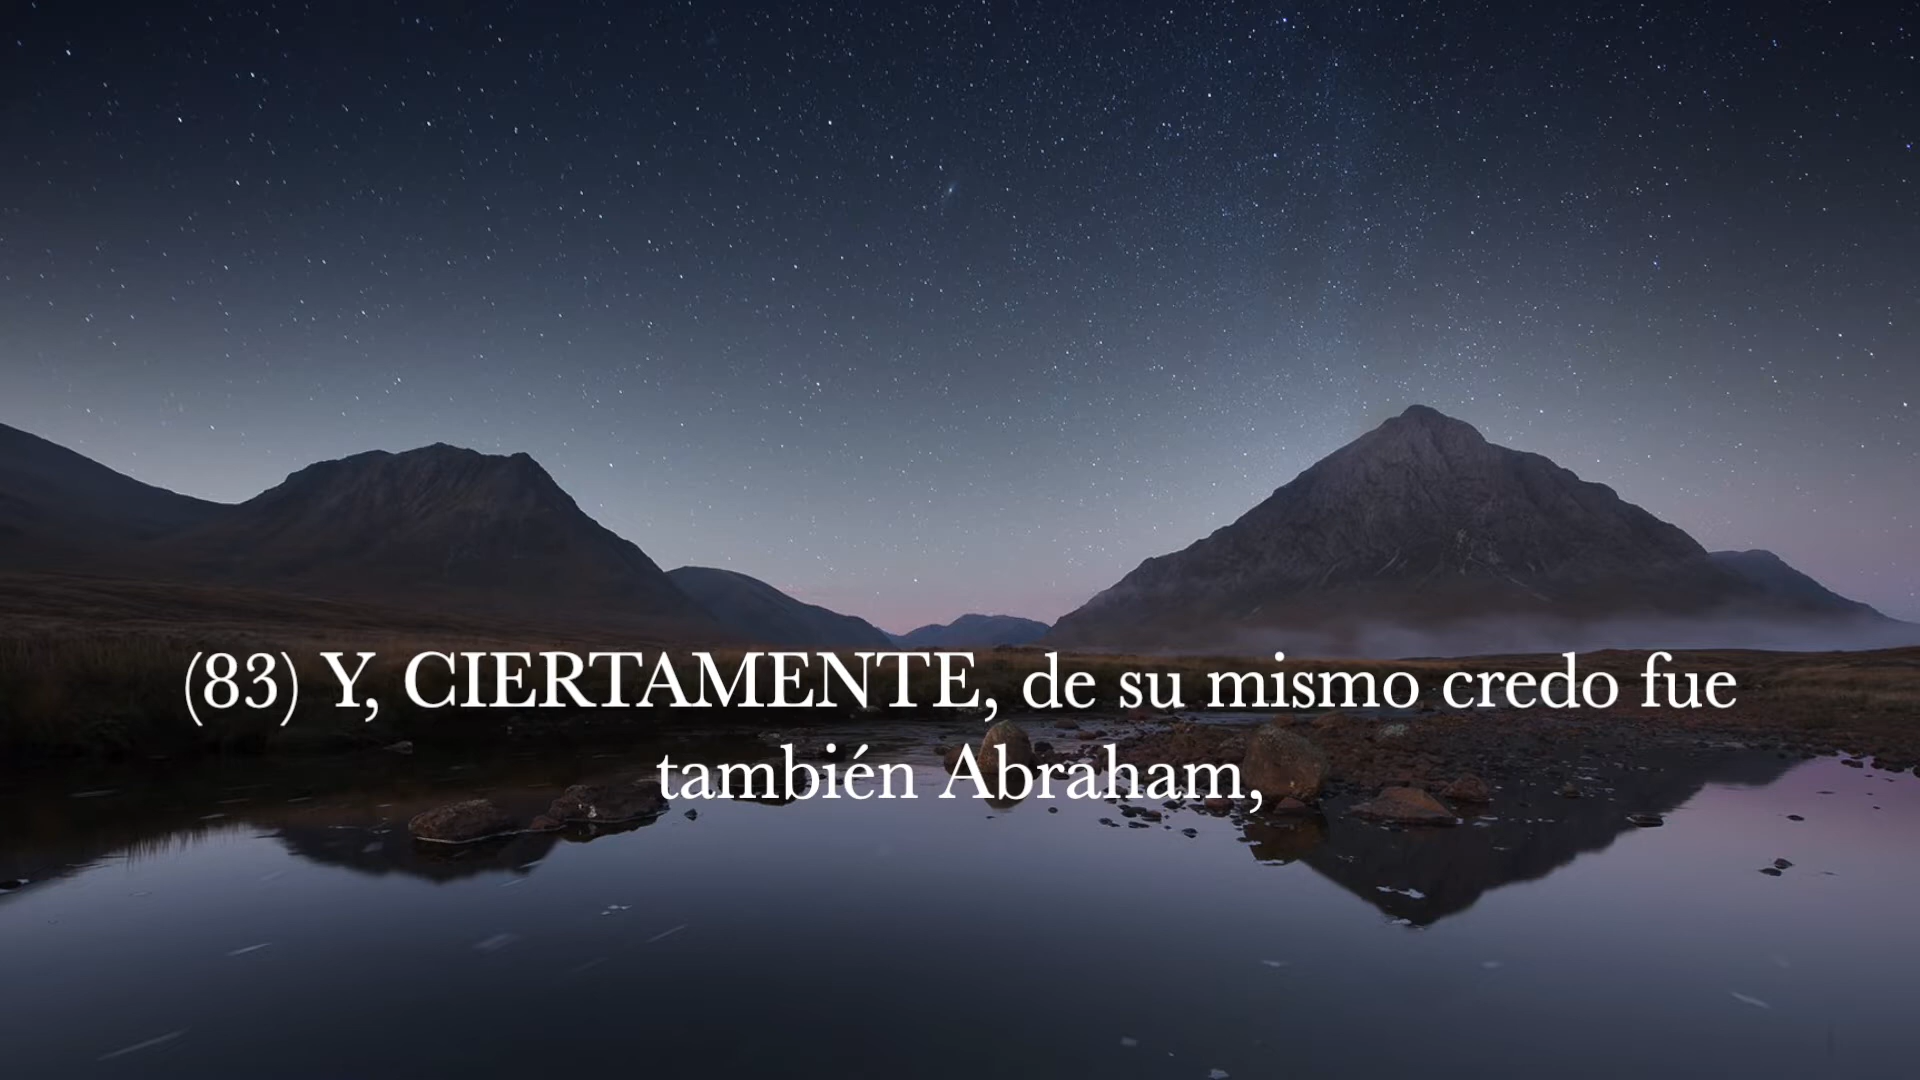 (83) Y, CIERTAMENTE, de su mismo credo fue
también Abraham,